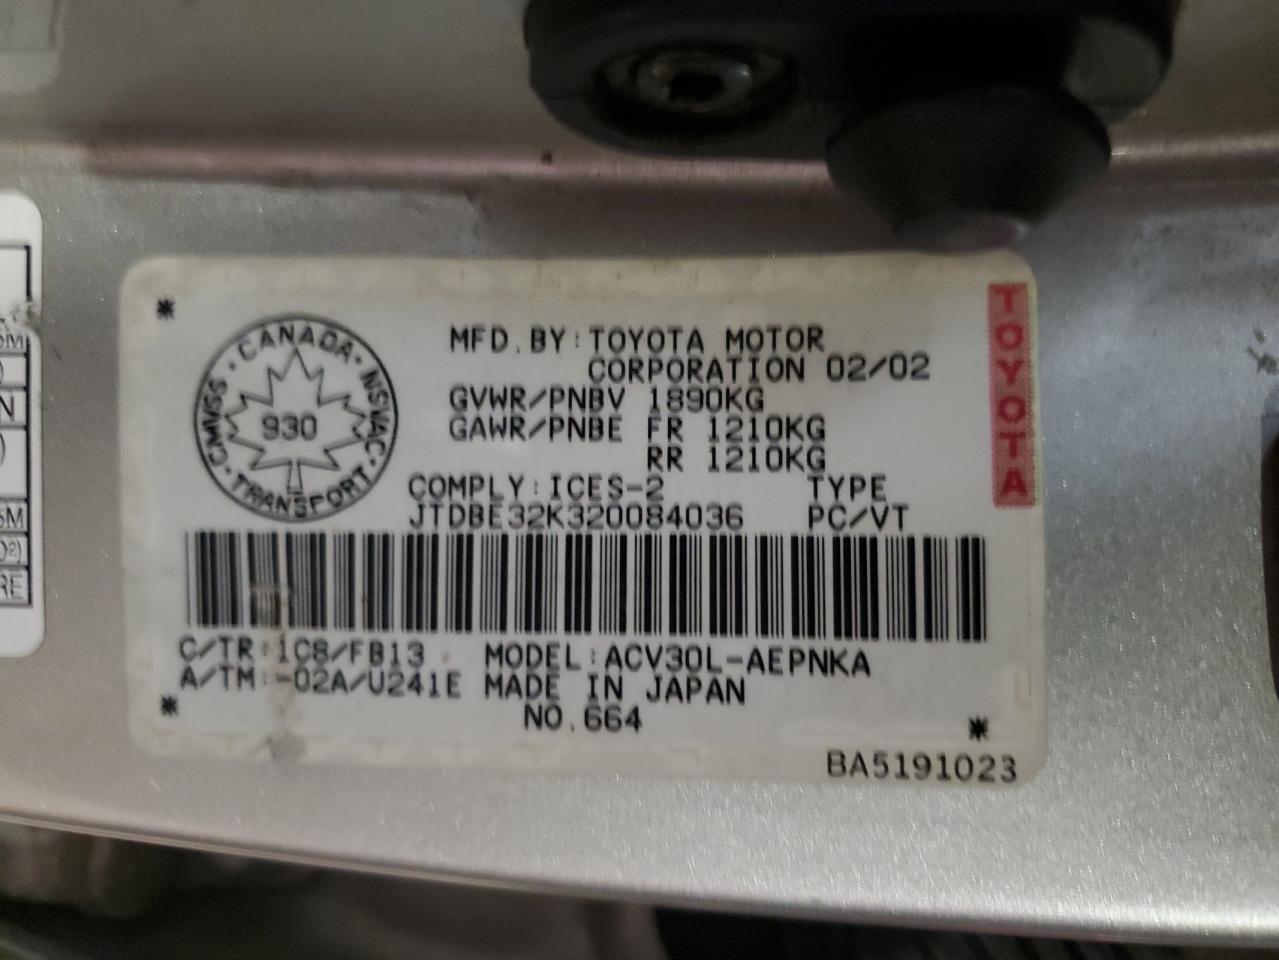 CANADA · NSVAC · TRANSPORT · CMVSS ·
930
MFD. BY: TOYOTA MOTOR
CORPORATION 02/02
GVWR/PNBV 1890KG
GAWR/PNBE FR 1210KG
RR 1210KG
COMPLY: ICES-2 TYPE
JTDBE32K320084036 PC/VT
TOYOTA
C/TR: 1C8/FB13 MODEL: ACV30L-AEPNKA
A/TM: -02A/U241E MADE IN JAPAN
NO. 664
BA5191023